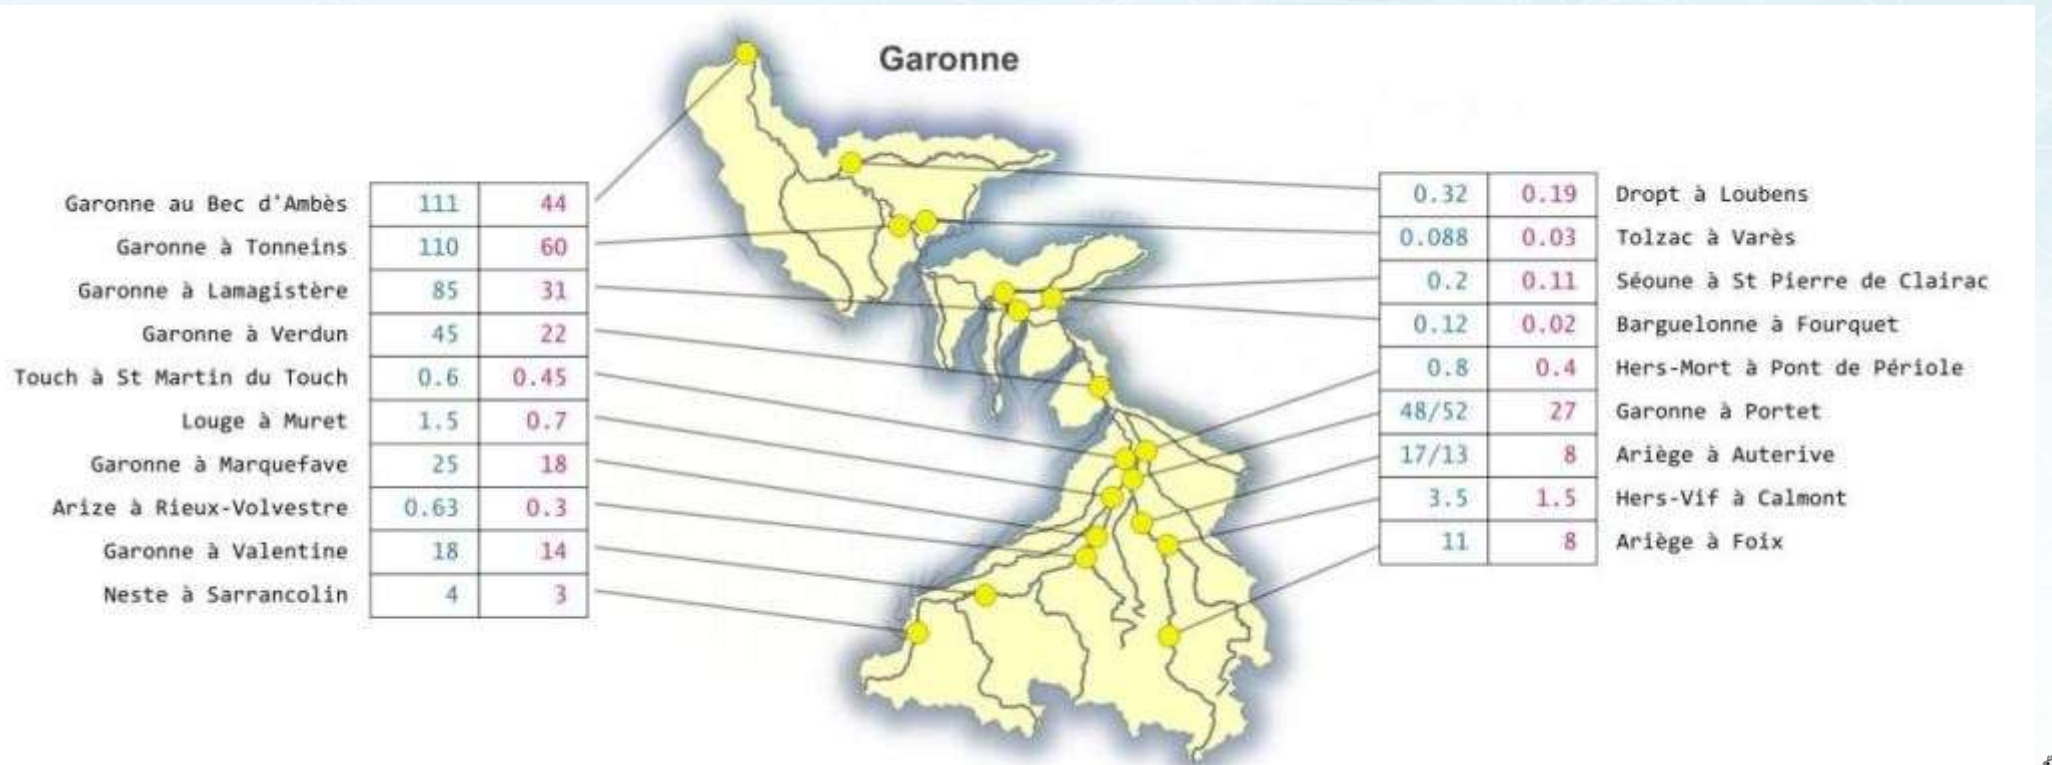 Garonne
Garonne au Bec d'Ambès 111 44
Garonne à Tonneins 110 60
Garonne à Lamagistère 85 31
Garonne à Verdun 45 22
Touch à St Martin du Touch 0.6 0.45
Louge à Muret 1.5 0.7
Garonne à Marquefave 25 18
Arize à Rieux-Volvestre 0.63 0.3
Garonne à Valentine 18 14
Neste à Sarrancolin 4 3
0.32 0.19 Dropt à Loubens
0.088 0.03 Tolzac à Varès
0.2 0.11 Séoune à St Pierre de Clairac
0.12 0.02 Barguelonne à Fourquet
0.8 0.4 Hers-Mort à Pont de Périole
48/52 27 Garonne à Portet
17/13 8 Ariège à Auterive
3.5 1.5 Hers-Vif à Calmont
11 8 Ariège à Foix